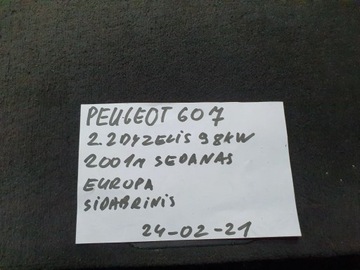 PEUGEOT 607
2.2DYZELIS 98KW
2001m SEDANAS
EUROPA
SIDABRINIS
24-02-21